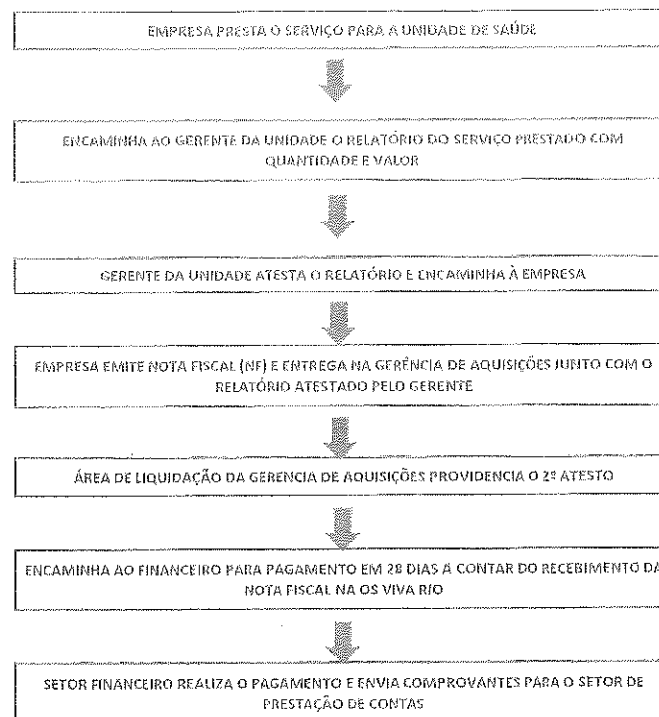 EMPRESA PRESTA O SERVIÇO PARA A UNIDADE DE SAÚDE
ENCAMINHA AO GERENTE DA UNIDADE O RELATÓRIO DO SERVIÇO PRESTADO COM
QUANTIDADE E VALOR
GERENTE DA UNIDADE ATESTA O RELATÓRIO E ENCAMINHA À EMPRESA
EMPRESA EMITE NOTA FISCAL (NF) E ENTREGA NA GERÊNCIA DE AQUISIÇÕES JUNTO COM O
RELATÓRIO ATESTADO PELO GERENTE
ÁREA DE LIQUIDAÇÃO DA GERENCIA DE AQUISIÇÕES PROVIDENCIA O 2º ATESTO
ENCAMINHA AO FINANCEIRO PARA PAGAMENTO EM 28 DIAS A CONTAR DO RECEBIMENTO DA
NOTA FISCAL NA OS VIVA RIO
SETOR FINANCEIRO REALIZA O PAGAMENTO E ENVIA COMPROVANTES PARA O SETOR DE
PRESTAÇÃO DE CONTAS